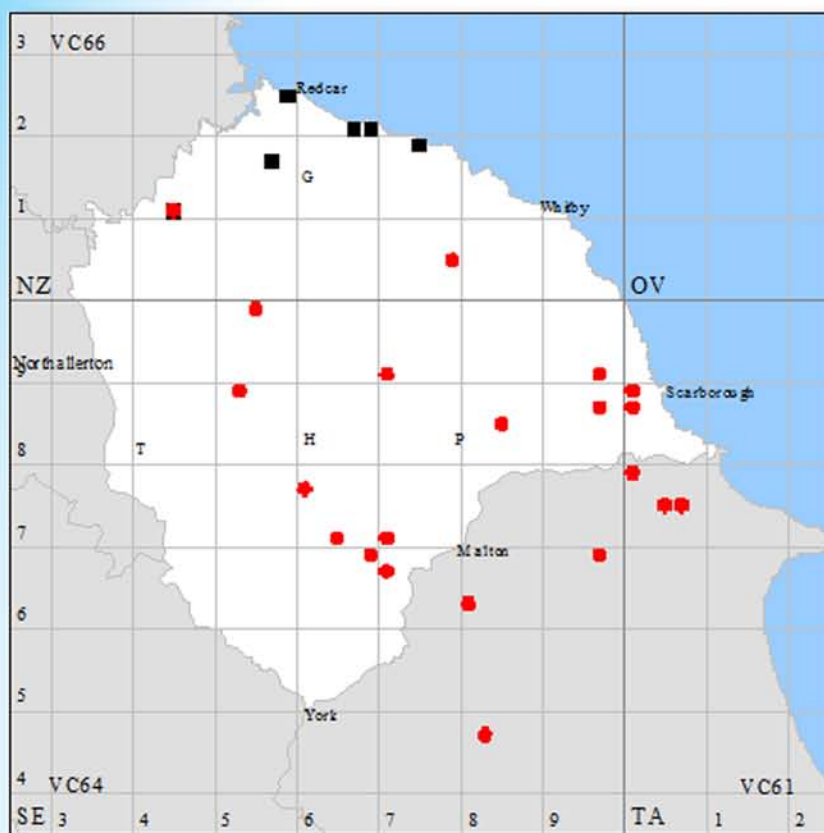 3 VC66
Redcar
2
G
1
Whitby
NZ OV
Northallerton
9
Scarborough
T H P
8
7
Malton
6
5
York
4 VC64 VC61
SE 3 4 5 6 7 8 9 TA 1 2